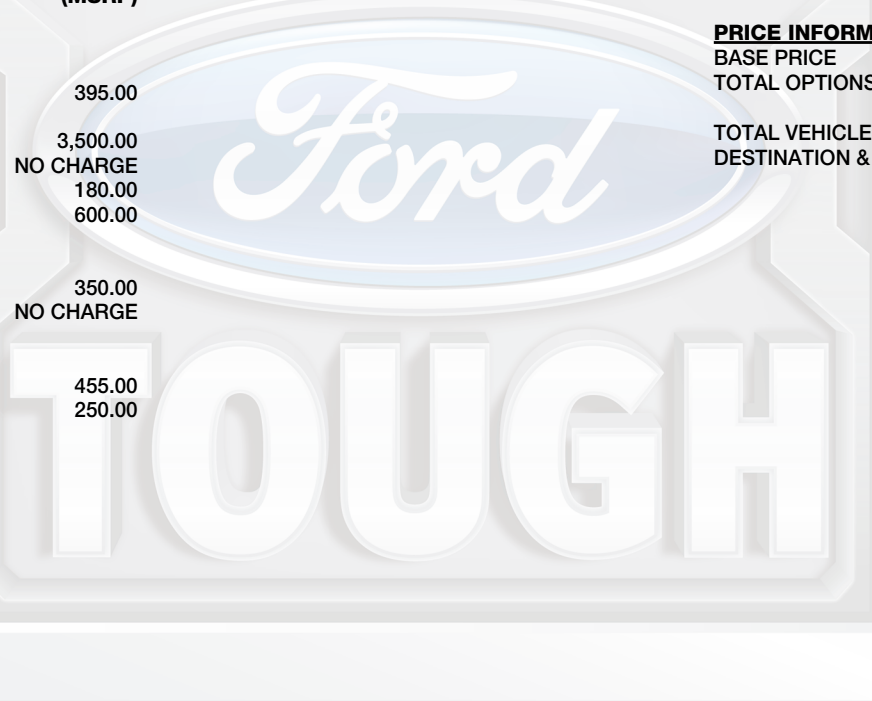 (MSRP)
395.00
3,500.00
NO CHARGE
180.00
600.00
350.00
NO CHARGE
455.00
250.00
PRICE INFORM
BASE PRICE
TOTAL OPTIONS
TOTAL VEHICLE
DESTINATION &
Ford
TOUGH